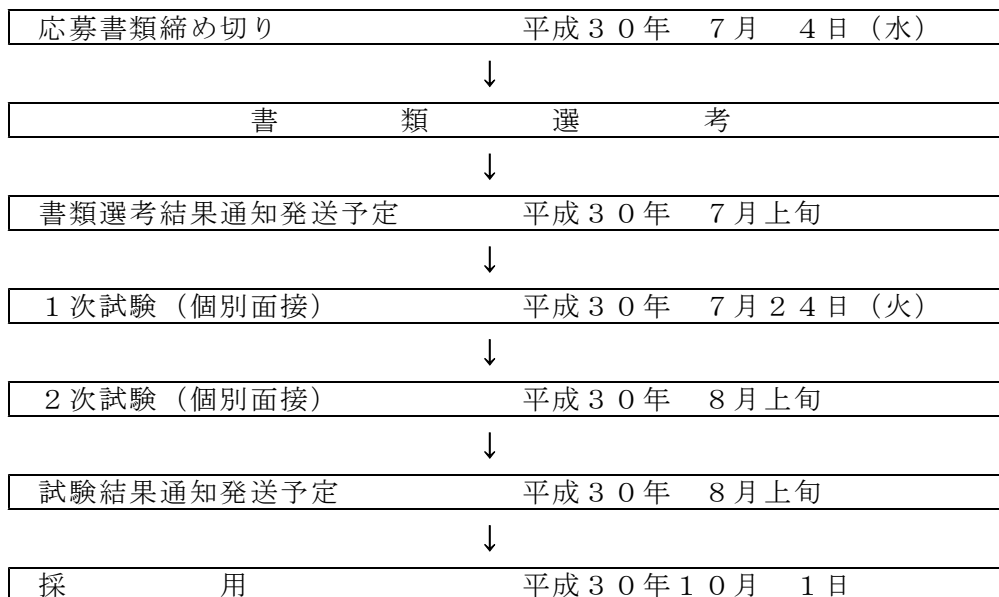 応募書類締め切り 平成３０年 ７月 ４日（水）
↓
書 類 選 考
↓
書類選考結果通知発送予定 平成３０年 ７月上旬
↓
１次試験（個別面接） 平成３０年 ７月２４日（火）
↓
２次試験（個別面接） 平成３０年 ８月上旬
↓
試験結果通知発送予定 平成３０年 ８月上旬
↓
採 用 平成３０年１０月 １日